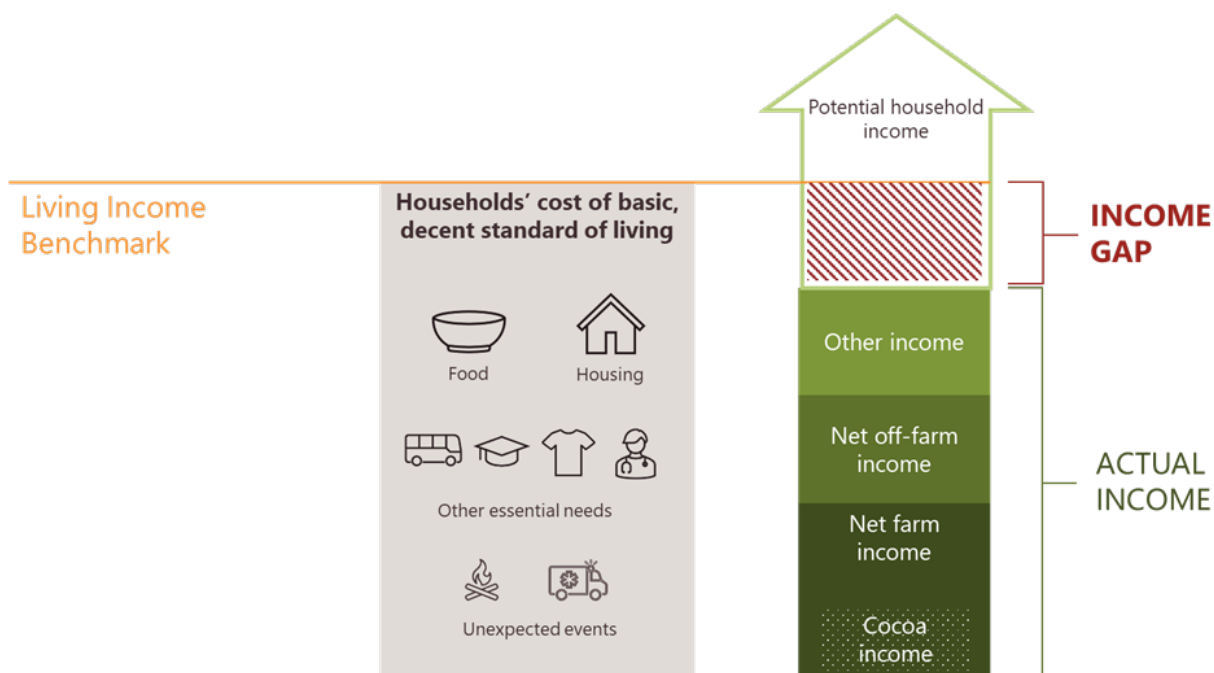 Potential household
income
Living Income
Benchmark
Households’ cost of basic,
decent standard of living
Food
Housing
Other essential needs
Unexpected events
INCOME
GAP
Other income
Net off-farm
income
Net farm
income
Cocoa
income
ACTUAL
INCOME